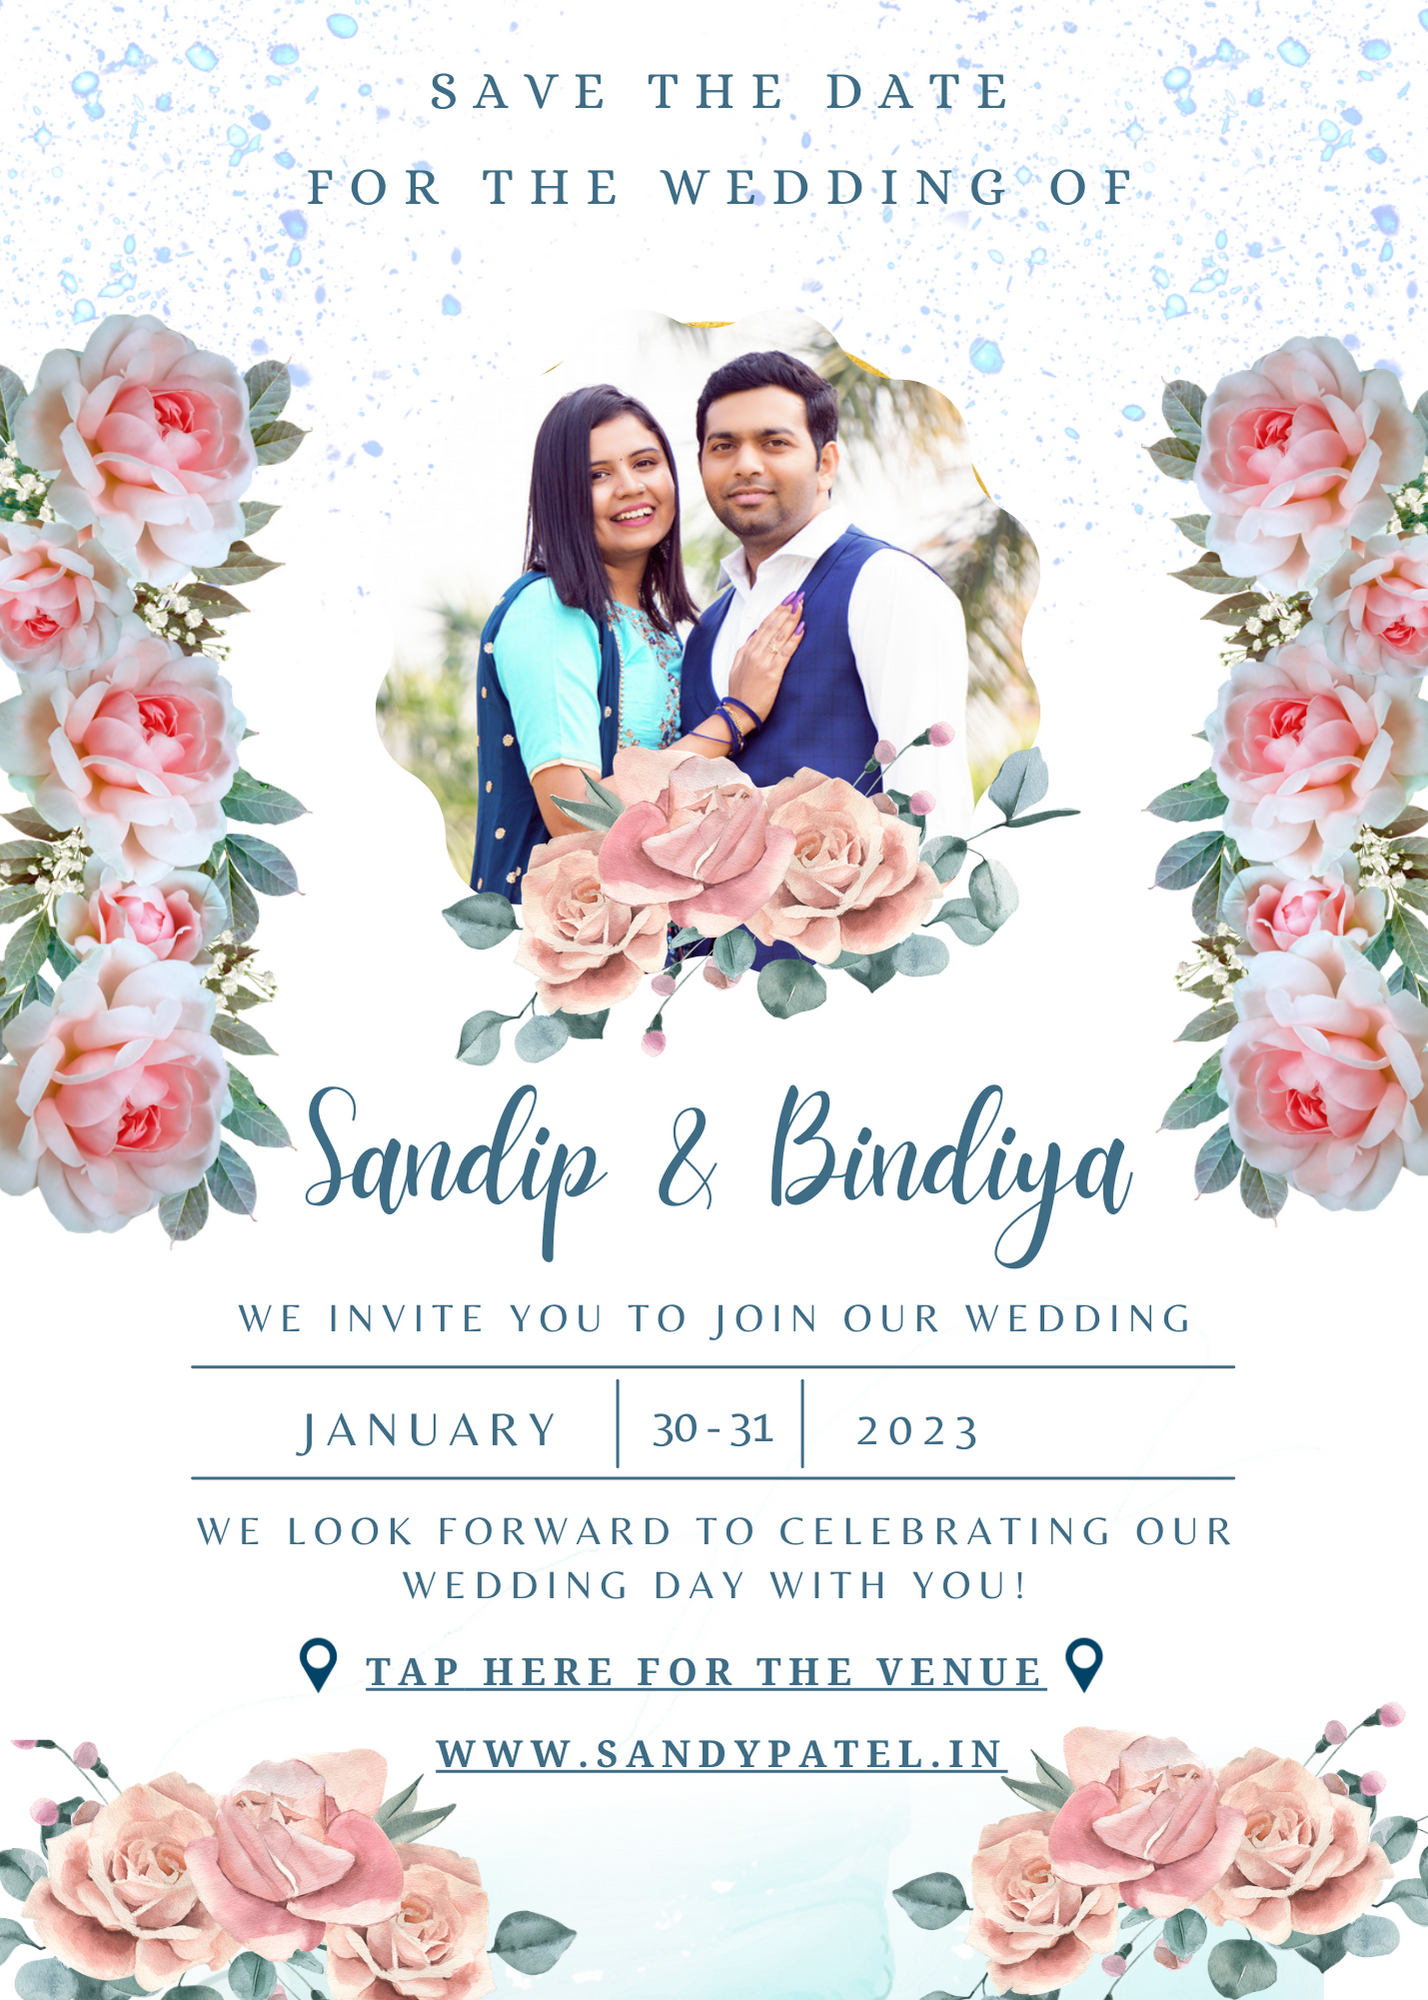 SAVE THE DATE
FOR THE WEDDING OF
Sandip & Bindiya
WE INVITE YOU TO JOIN OUR WEDDING
JANUARY 30-31 2023
WE LOOK FORWARD TO CELEBRATING OUR
WEDDING DAY WITH YOU!
TAP HERE FOR THE VENUE
WWW.SANDYPATEL.IN